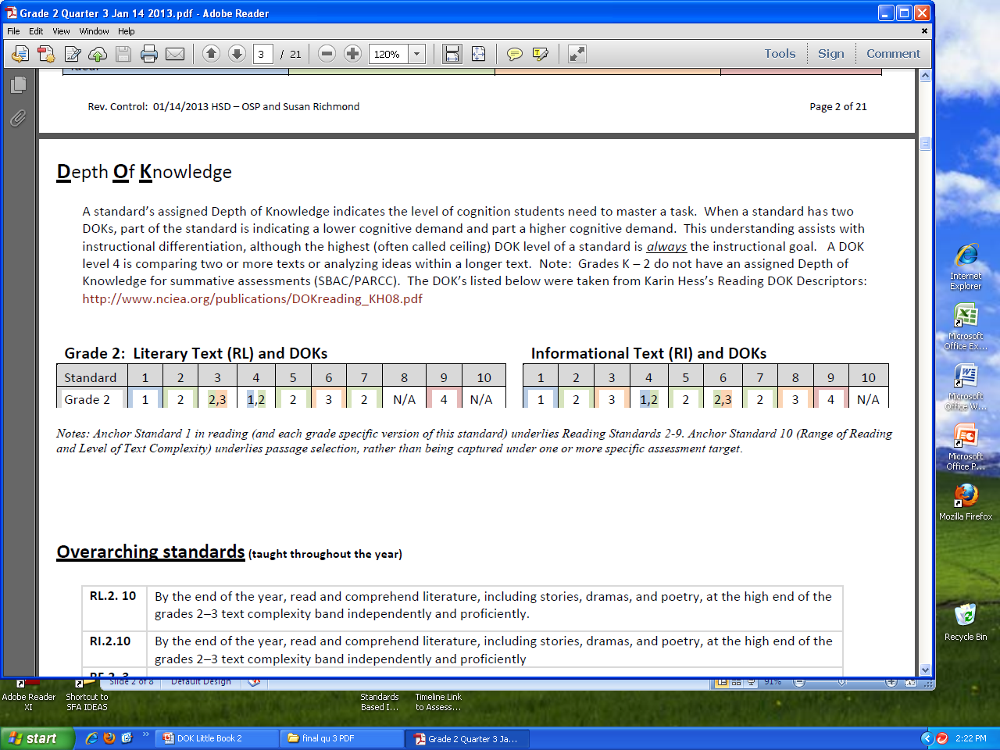 Grade 2 Quarter 3 Jan 14 2013.pdf - Adobe Reader
File Edit View Window Help
3 / 21 120% Tools Sign Comment
Rev. Control: 01/14/2013 HSD – OSP and Susan Richmond Page 2 of 21
Depth Of Knowledge
A standard's assigned Depth of Knowledge indicates the level of cognition students need to master a task. When a standard has two
DOKs, part of the standard is indicating a lower cognitive demand and part a higher cognitive demand. This understanding assists with
instructional differentiation, although the highest (often called ceiling) DOK level of a standard is always the instructional goal. A DOK
level 4 is comparing two or more texts or analyzing ideas within a longer text. Note: Grades K – 2 do not have an assigned Depth of
Knowledge for summative assessments (SBAC/PARCC). The DOK's listed below were taken from Karin Hess's Reading DOK Descriptors:
http://www.nciea.org/publications/DOKreading_KH08.pdf
Grade 2: Literary Text (RL) and DOKs
Standard 1 2 3 4 5 6 7 8 9 10
Grade 2 1 2 2,3 1,2 2 3 2 N/A 4 N/A
Informational Text (RI) and DOKs
1 2 3 4 5 6 7 8 9 10
1 2 3 1,2 2 2,3 2 3 4 N/A
Notes: Anchor Standard 1 in reading (and each grade specific version of this standard) underlies Reading Standards 2-9. Anchor Standard 10 (Range of Reading
and Level of Text Complexity) underlies passage selection, rather than being captured under one or more specific assessment target.
Overarching standards (taught throughout the year)
RL.2. 10 By the end of the year, read and comprehend literature, including stories, dramas, and poetry, at the high end of the
grades 2–3 text complexity band independently and proficiently.
RI.2.10 By the end of the year, read and comprehend literature, including stories, dramas, and poetry, at the high end of the
grades 2–3 text complexity band independently and proficiently
Internet
Explorer
Microsoft
Office Ex...
Microsoft
Office W...
Microsoft
Office P...
Mozilla Firefox
Recycle Bin
Slide 2 of 8 Default Design 91%
Adobe Reader
XI
Shortcut to
SFA IDEAS
Standards
Based I...
Timeline Link
to Assess...
start DOK Little Book 2 final qu 3 PDF Grade 2 Quarter 3 Ja... 2:22 PM